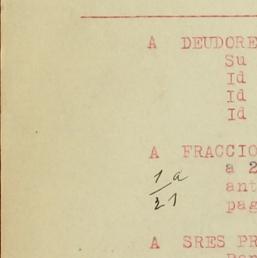 A DEUDORE
Su
Id
Id
Id
A FRACCIO
a 2
1a
ant
21
pag
A SRES PR